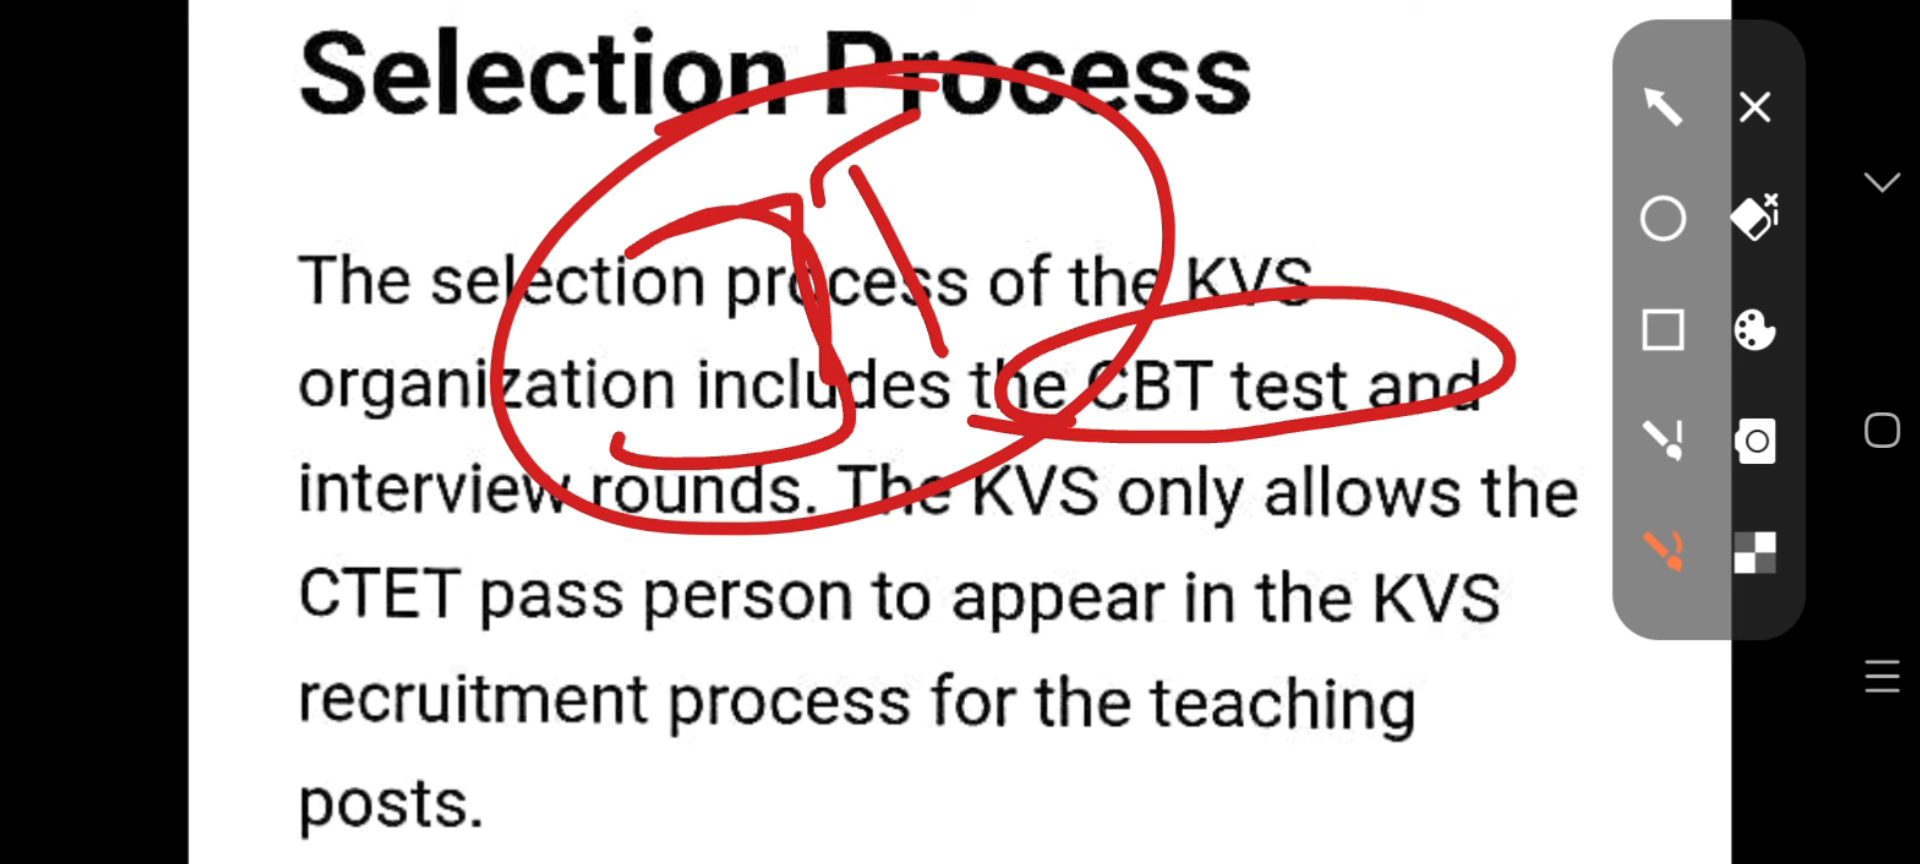 Selection Process
The selection process of the KVS
organization includes the CBT test and
interview rounds. The KVS only allows the
CTET pass person to appear in the KVS
recruitment process for the teaching
posts.